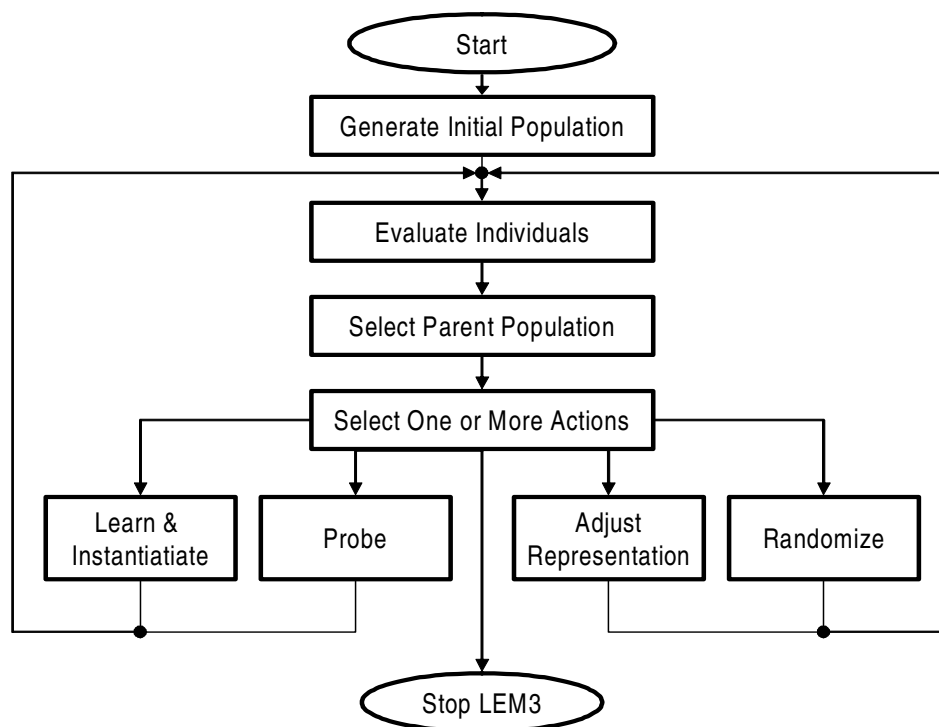 Start
Generate Initial Population
Evaluate Individuals
Select Parent Population
Select One or More Actions
Learn &
Instantiatiate
Probe
Adjust
Representation
Randomize
Stop LEM3